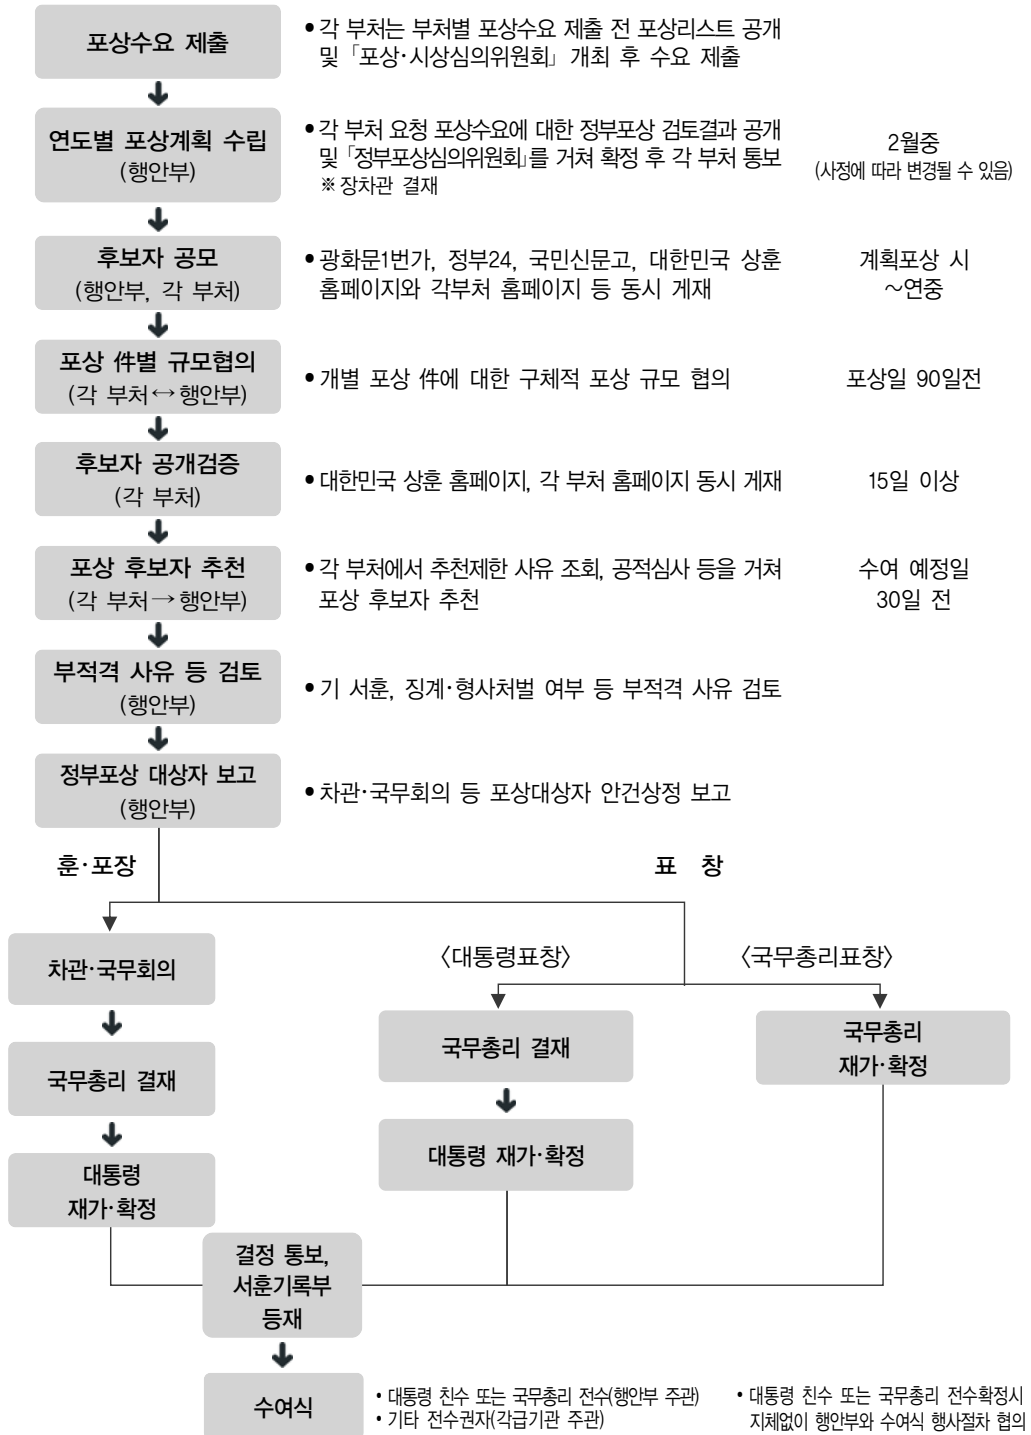 포상수요 제출
• 각 부처는 부처별 포상수요 제출 전 포상리스트 공개
및 「포상·시상심의위원회」 개최 후 수요 제출
연도별 포상계획 수립
(행안부)
• 각 부처 요청 포상수요에 대한 정부포상 검토결과 공개
및 「정부포상심의위원회」를 거쳐 확정 후 각 부처 통보
※ 장차관 결재
2월중
(사정에 따라 변경될 수 있음)
후보자 공모
(행안부, 각 부처)
• 광화문1번가, 정부24, 국민신문고, 대한민국 상훈
홈페이지와 각부처 홈페이지 등 동시 게재
계획포상 시
～연중
포상 件별 규모협의
(각 부처↔행안부)
• 개별 포상 件에 대한 구체적 포상 규모 협의
포상일 90일전
후보자 공개검증
(각 부처)
• 대한민국 상훈 홈페이지, 각 부처 홈페이지 동시 게재
15일 이상
포상 후보자 추천
(각 부처→행안부)
• 각 부처에서 추천제한 사유 조회, 공적심사 등을 거쳐
포상 후보자 추천
수여 예정일
30일 전
부적격 사유 등 검토
(행안부)
• 기 서훈, 징계·형사처벌 여부 등 부적격 사유 검토
정부포상 대상자 보고
(행안부)
• 차관·국무회의 등 포상대상자 안건상정 보고
훈·포장
표 창
차관·국무회의
〈대통령표창〉
〈국무총리표창〉
국무총리 결재
대통령
재가·확정
국무총리 결재
대통령 재가·확정
국무총리
재가·확정
결정 통보,
서훈기록부
등재
수여식
• 대통령 친수 또는 국무총리 전수(행안부 주관)
• 기타 전수권자(각급기관 주관)
• 대통령 친수 또는 국무총리 전수확정시
지체없이 행안부와 수여식 행사절차 협의